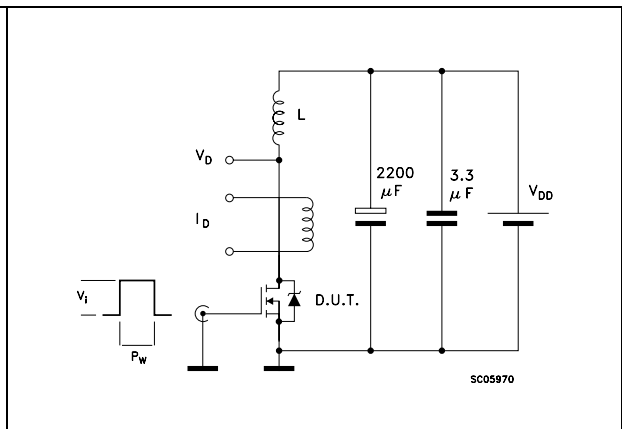 L
V_D
2200
μF
3.3
μF
V_DD
I_D
V_i
D.U.T.
P_W
SC05970